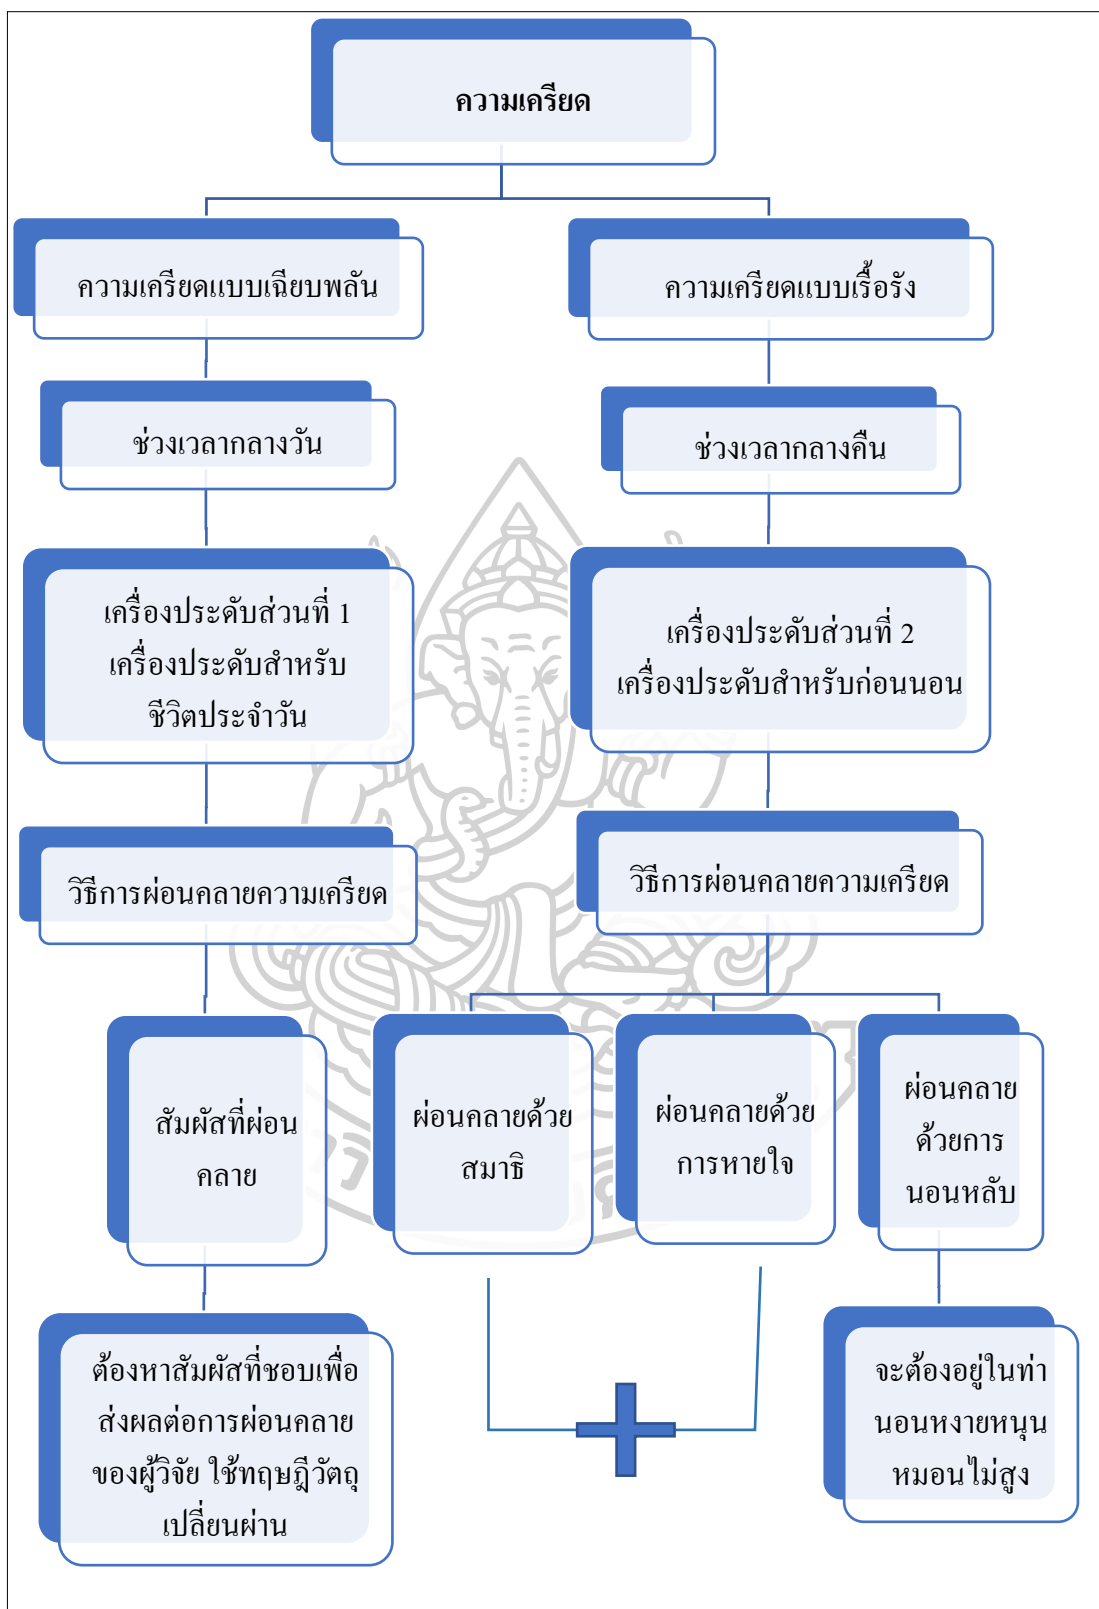 ความเครียด
ความเครียดแบบเฉียบพลัน
ความเครียดแบบเรื้อรัง
ช่วงเวลากลางวัน
ช่วงเวลากลางคืน
เครื่องประดับส่วนที่ 1
เครื่องประดับสำหรับ
ชีวิตประจำวัน
เครื่องประดับส่วนที่ 2
เครื่องประดับสำหรับก่อนนอน
วิธีการผ่อนคลายความเครียด
วิธีการผ่อนคลายความเครียด
สัมผัสที่ผ่อน
คลาย
ผ่อนคลายด้วย
สมาธิ
ผ่อนคลายด้วย
การหายใจ
ผ่อนคลาย
ด้วยการ
นอนหลับ
ต้องหาสัมผัสที่ชอบเพื่อ
ส่งผลต่อการผ่อนคลาย
ของผู้วิจัย ใช้ทฤษฎีวัตถุ
เปลี่ยนผ่าน
จะต้องอยู่ในท่า
นอนหงายหนุน
หมอนไม่สูง